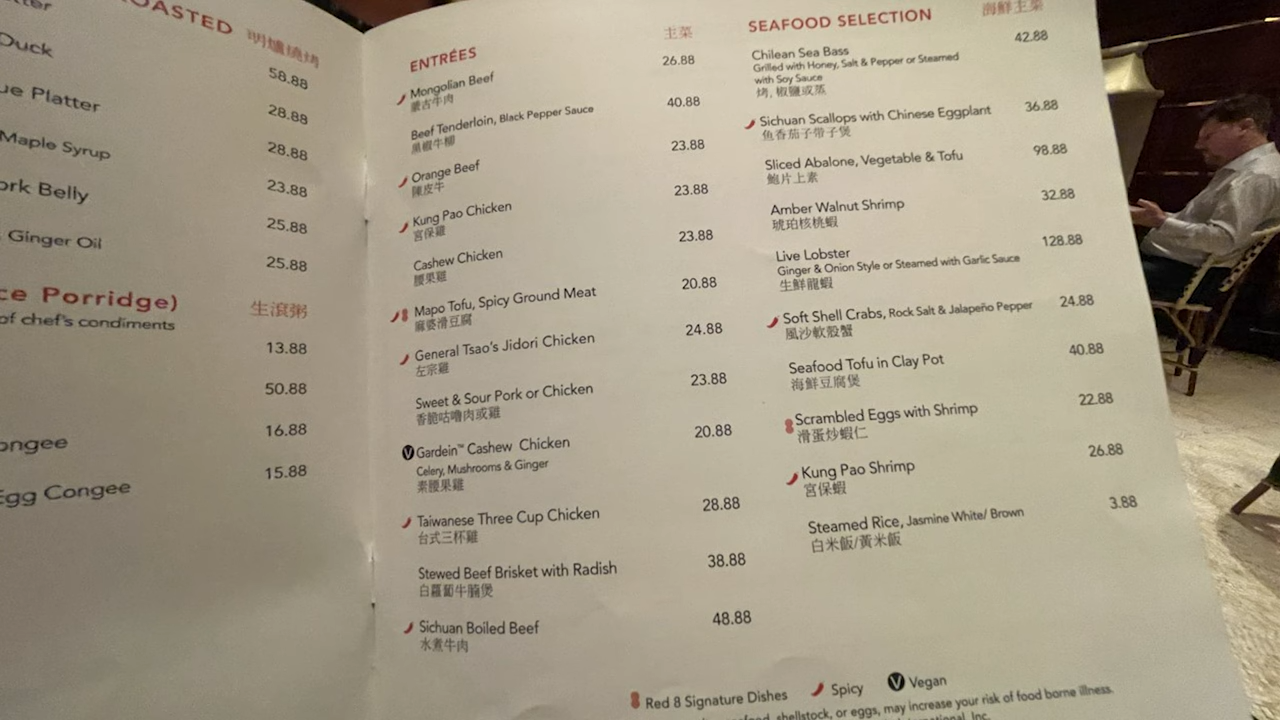 ROASTED 明爐燒烤
58.88
Duck 28.88
Platter 28.88
Maple Syrup 23.88
Belly 25.88
Ginger Oil 25.88
Porridge) 生滾粥
of chef's condiments
13.88
50.88
16.88
15.88
Egg Congee
ENTRÉES 主菜
Mongolian Beef 26.88
蒙古牛肉
Beef Tenderloin, Black Pepper Sauce 40.88
黑椒牛柳
Orange Beef 23.88
陳皮牛
Kung Pao Chicken 23.88
宮保雞
Cashew Chicken 23.88
腰果雞
Mapo Tofu, Spicy Ground Meat 20.88
麻婆滑豆腐
General Tsao's Jidori Chicken 24.88
左宗雞
Sweet & Sour Pork or Chicken 23.88
香脆咕嚕肉或雞
V Gardein™ Cashew Chicken 20.88
Celery, Mushrooms & Ginger
素腰果雞
Taiwanese Three Cup Chicken 28.88
台式三杯雞
Stewed Beef Brisket with Radish 38.88
白蘿蔔牛腩煲
Sichuan Boiled Beef 48.88
水煮牛肉
SEAFOOD SELECTION 海鮮主菜
Chilean Sea Bass 42.88
Grilled with Honey, Salt & Pepper or Steamed
with Soy Sauce
烤, 椒鹽或蒸
Sichuan Scallops with Chinese Eggplant 36.88
魚香茄子帶子煲
Sliced Abalone, Vegetable & Tofu 98.88
鮑片上素
Amber Walnut Shrimp 32.88
琥珀核桃蝦
Live Lobster 128.88
Ginger & Onion Style or Steamed with Garlic Sauce
生鮮龍蝦
Soft Shell Crabs, Rock Salt & Jalapeño Pepper 24.88
風沙軟殼蟹
Seafood Tofu in Clay Pot 40.88
海鮮豆腐煲
Scrambled Eggs with Shrimp 22.88
滑蛋炒蝦仁
Kung Pao Shrimp 26.88
宮保蝦
Steamed Rice, Jasmine White/ Brown 3.88
白米飯/黃米飯
Red 8 Signature Dishes Spicy V Vegan
shellstock, or eggs, may increase your risk of food borne illness.
Inc.